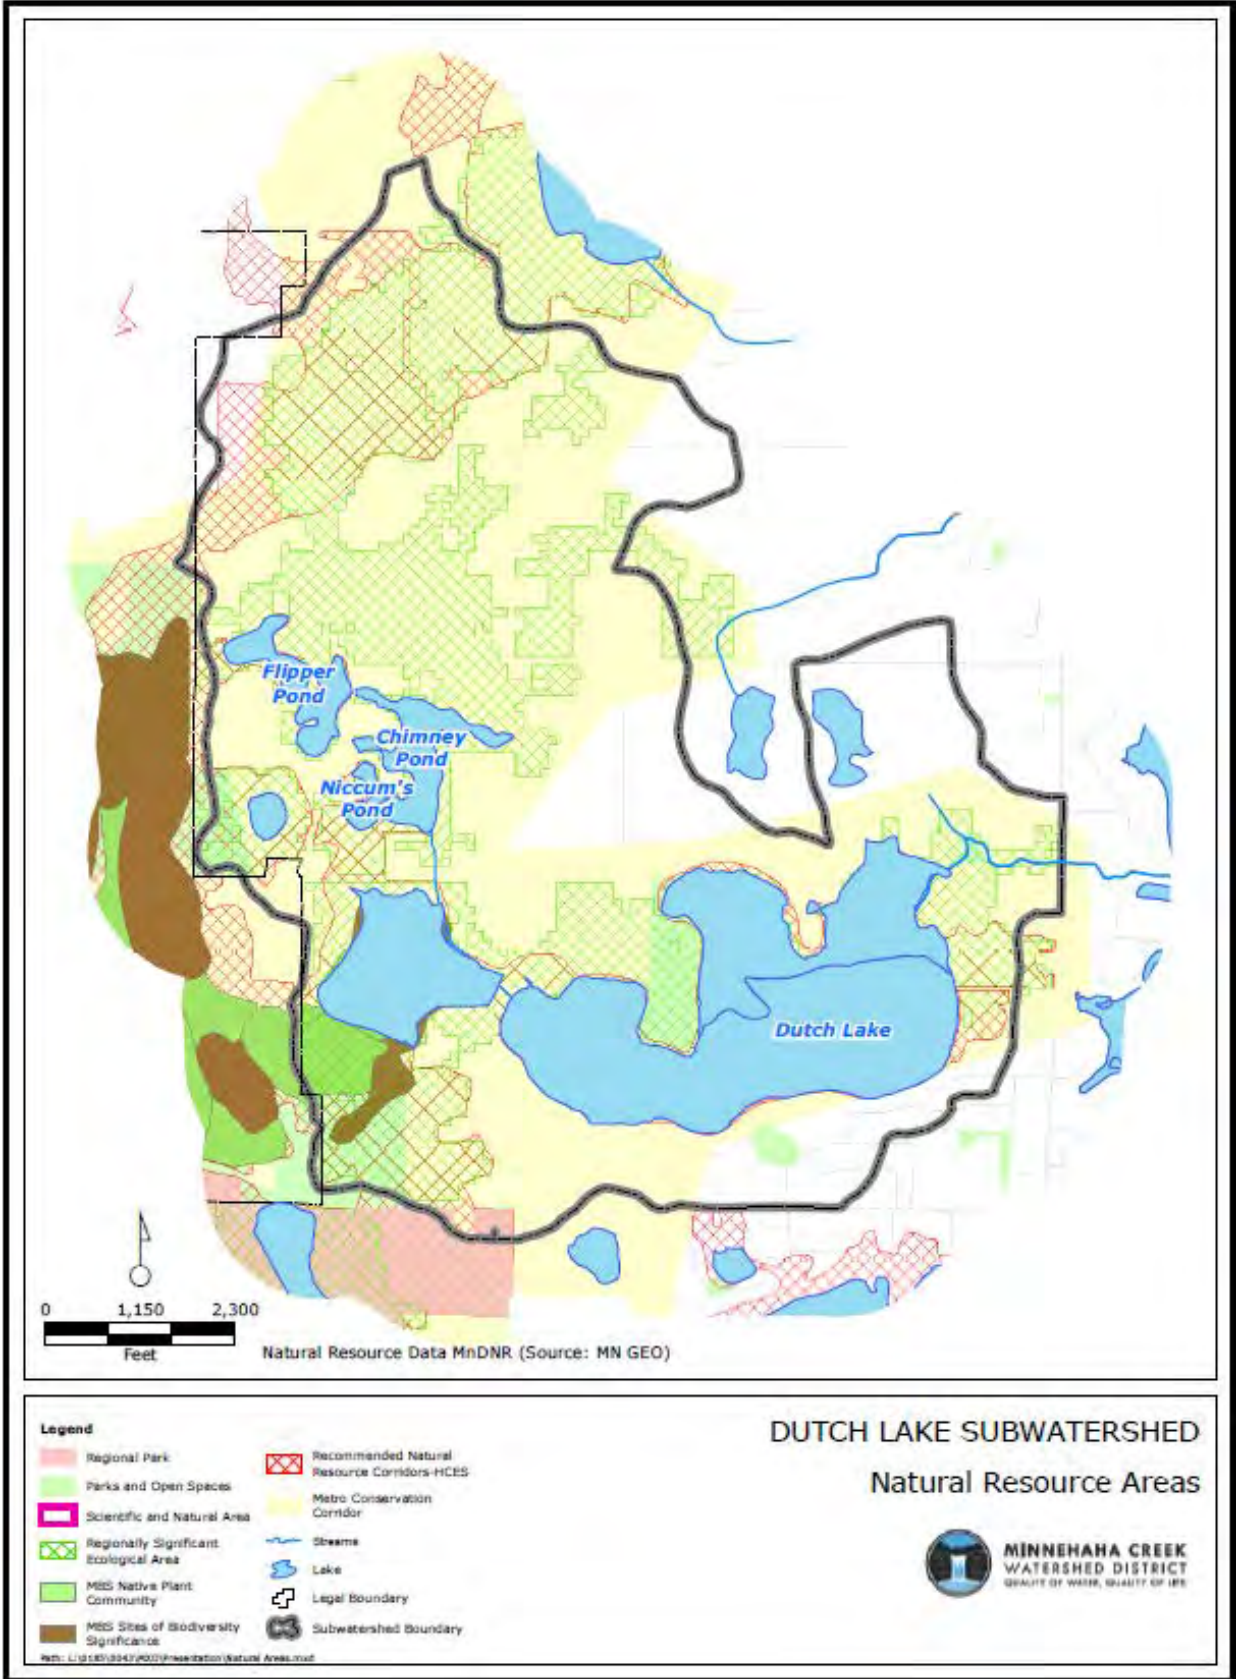 Flipper
Pond
Chimney
Pond
Niccum's
Pond
Dutch Lake
0 1,150 2,300
Feet
Natural Resource Data MnDNR (Source: MN GEO)
Legend
Regional Park
Parks and Open Spaces
Scientific and Natural Area
Regionally Significant
Ecological Area
MBS Native Plant
Community
MBS Sites of Biodiversity
Significance
Recommended Natural
Resource Corridors-HCES
Metro Conservation
Corridor
Streams
Lake
Legal Boundary
Subwatershed Boundary
DUTCH LAKE SUBWATERSHED
Natural Resource Areas
MINNEHAHA CREEK
WATERSHED DISTRICT
QUALITY OF WATER, QUALITY OF LIFE